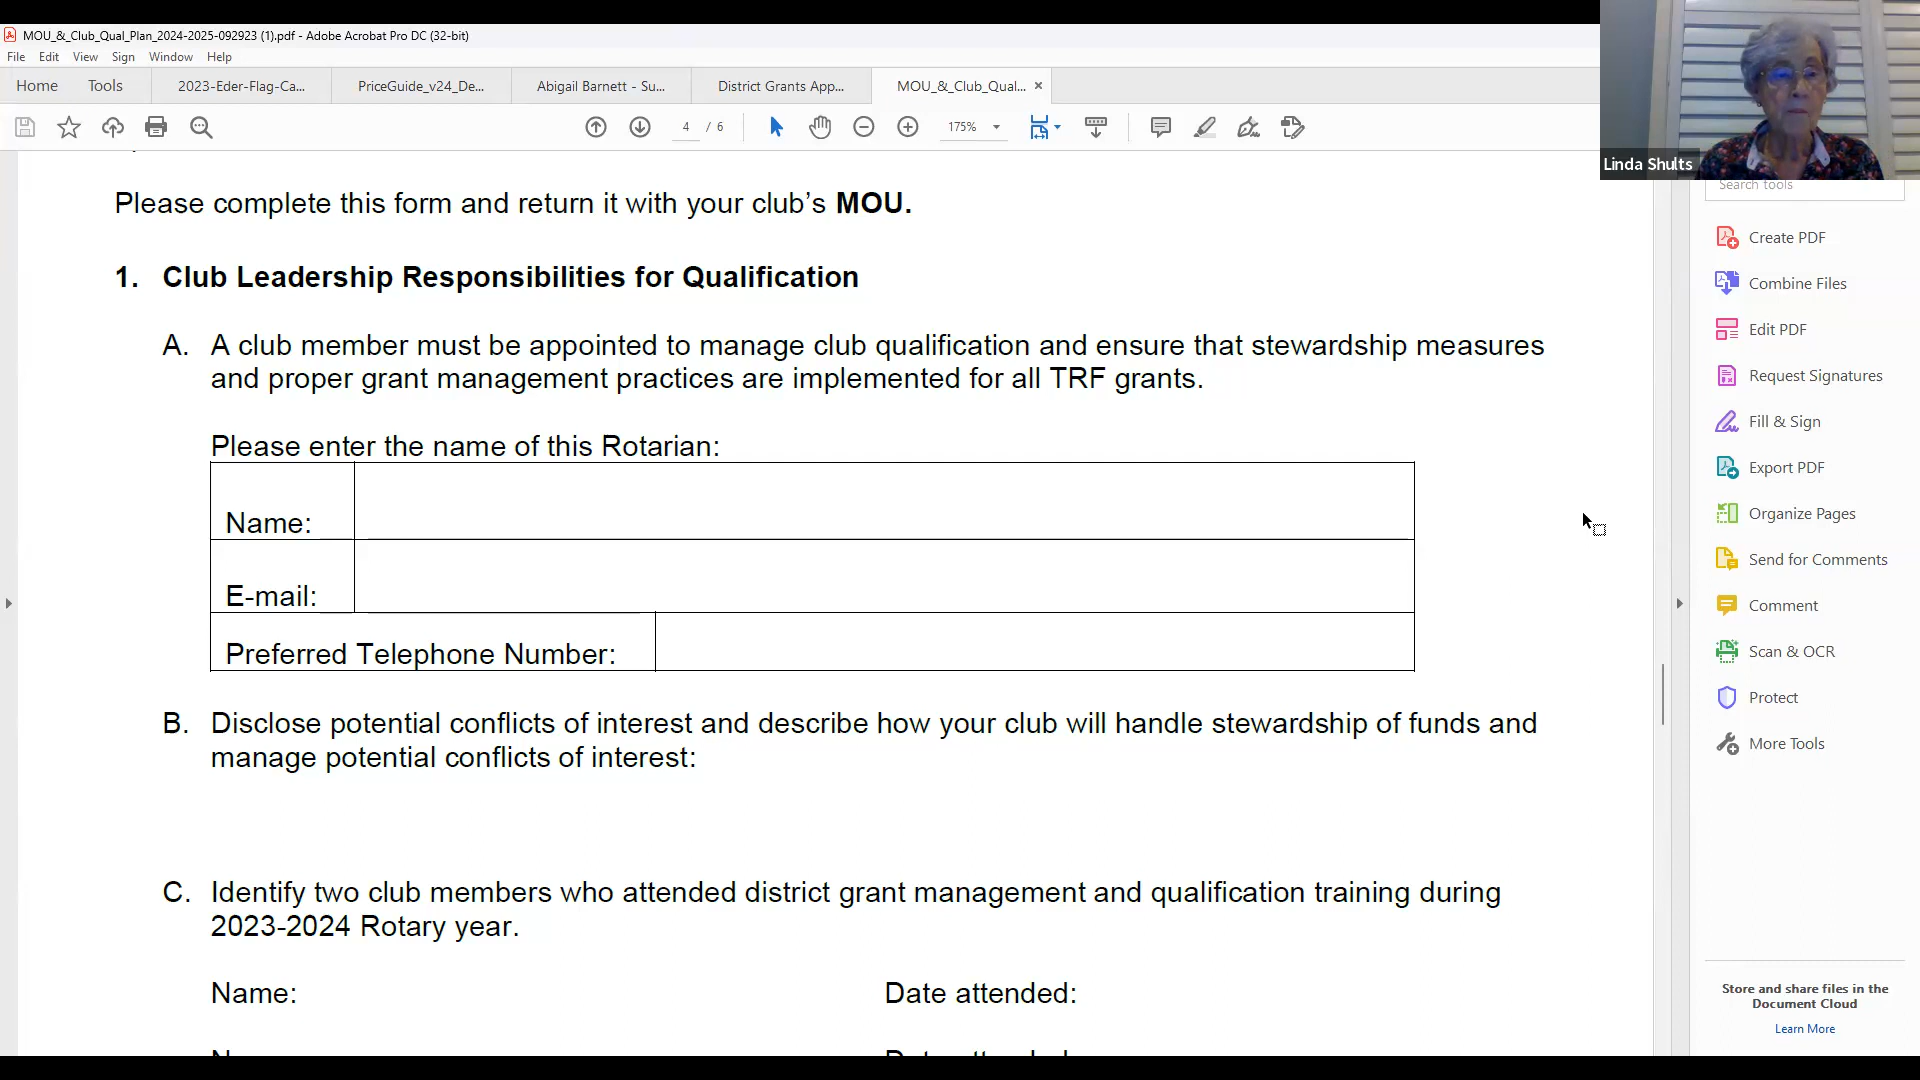 MOU_&_Club_Qual_Plan_2024-2025-092923 (1).pdf - Adobe Acrobat Pro DC (32-bit)
File Edit View Sign Window Help
Home Tools 2023-Eder-Flag-Ca... PriceGuide_v24_De... Abigail Barnett - Su... District Grants App... MOU_&_Club_Qual... ×
4 / 6 175%
Linda Shults
Please complete this form and return it with your club’s MOU.
1. Club Leadership Responsibilities for Qualification
A. A club member must be appointed to manage club qualification and ensure that stewardship measures
and proper grant management practices are implemented for all TRF grants.
Please enter the name of this Rotarian:
Name:
E-mail:
Preferred Telephone Number:
B. Disclose potential conflicts of interest and describe how your club will handle stewardship of funds and
manage potential conflicts of interest:
C. Identify two club members who attended district grant management and qualification training during
2023-2024 Rotary year.
Name: Date attended:
Search tools
Create PDF
Combine Files
Edit PDF
Request Signatures
Fill & Sign
Export PDF
Organize Pages
Send for Comments
Comment
Scan & OCR
Protect
More Tools
Store and share files in the
Document Cloud
Learn More